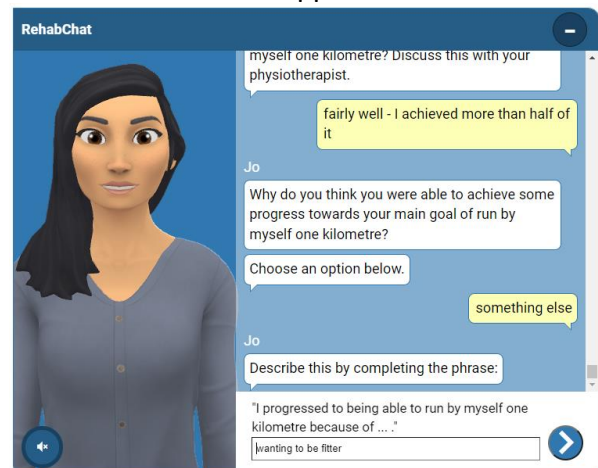 RehabChat
myself one kilometre? Discuss this with your
physiotherapist.
fairly well - I achieved more than half of
it
Jo
Why do you think you were able to achieve some
progress towards your main goal of run by
myself one kilometre?
Choose an option below.
something else
Jo
Describe this by completing the phrase:
"I progressed to being able to run by myself one
kilometre because of ... ."
wanting to be fitter